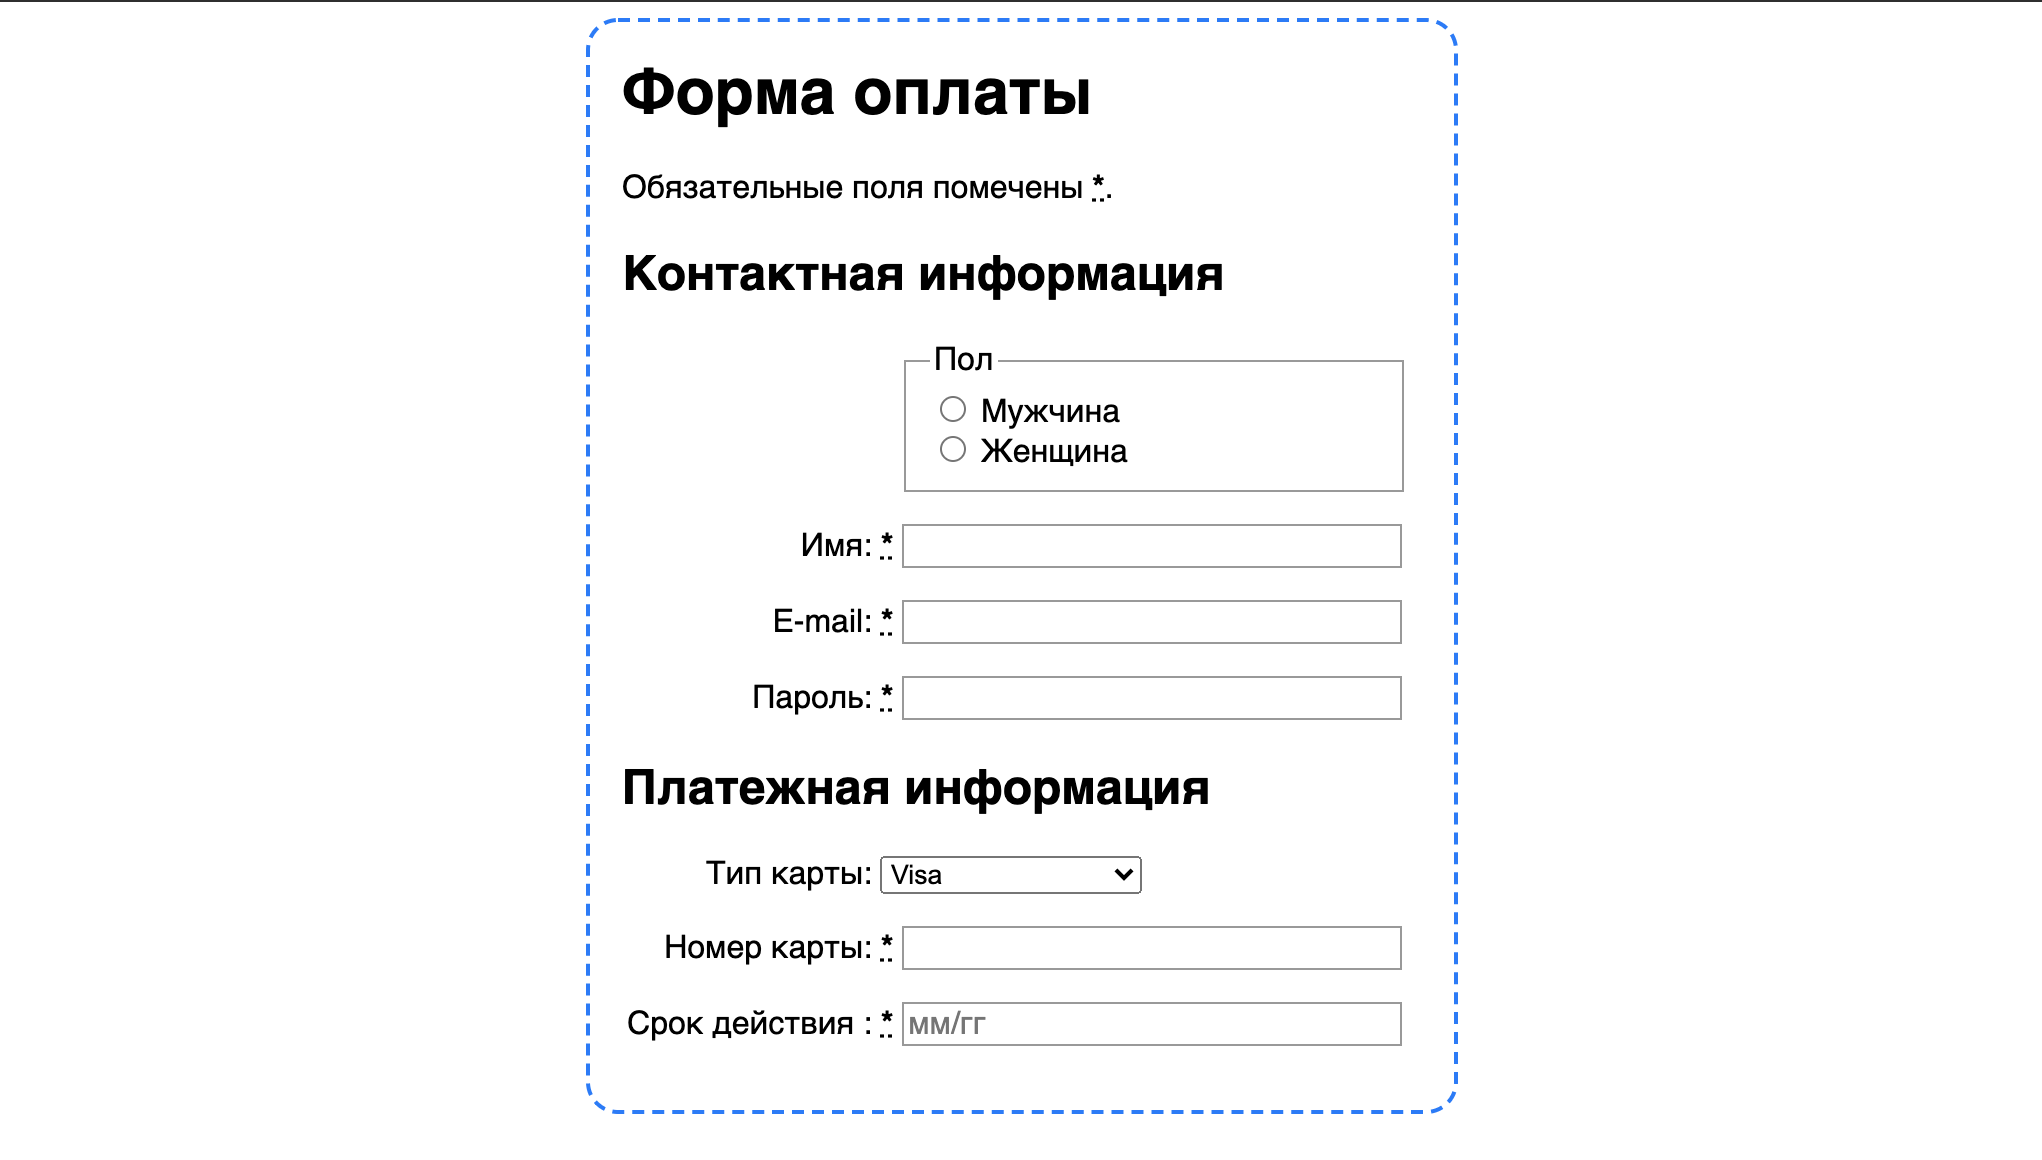 Форма оплаты
Обязательные поля помечены *.
Контактная информация
Пол
Мужчина
Женщина
Имя: *
E-mail: *
Пароль: *
Платежная информация
Тип карты: Visa
Номер карты: *
Срок действия : * мм/гг